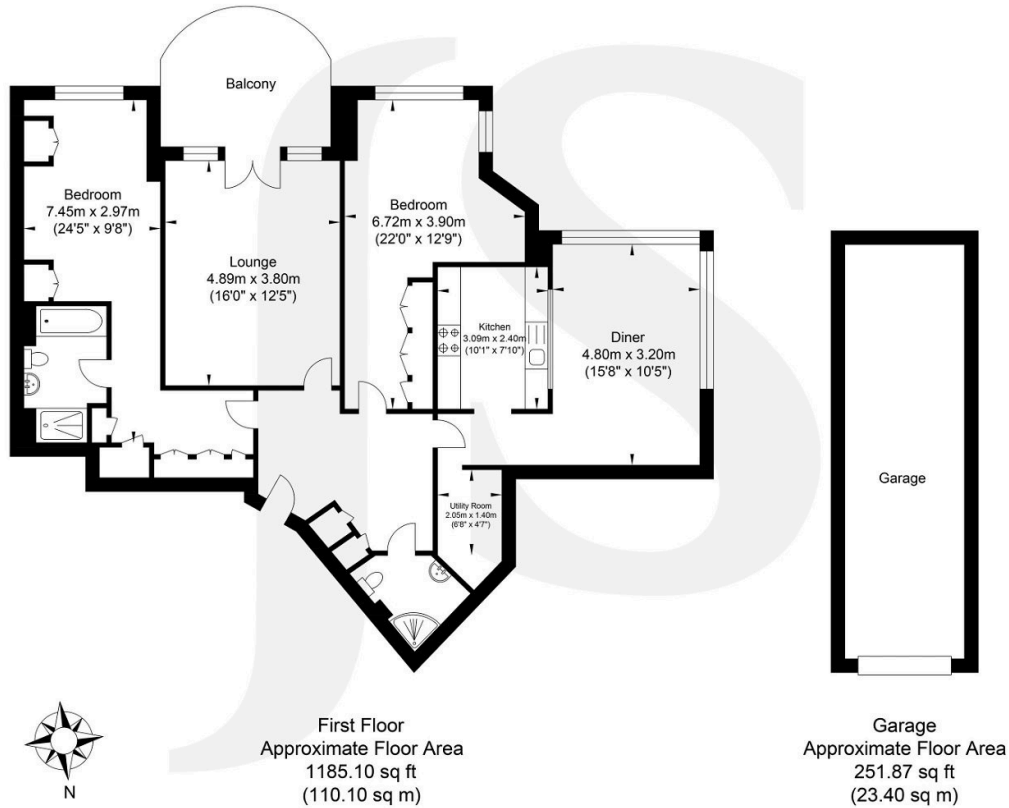 Balcony
Bedroom
7.45m x 2.97m
(24'5" x 9'8")
Lounge
4.89m x 3.80m
(16'0" x 12'5")
Bedroom
6.72m x 3.90m
(22'0" x 12'9")
Kitchen
3.09m x 2.40m
(10'1" x 7'10")
Diner
4.80m x 3.20m
(15'8" x 10'5")
Utility Room
2.05m x 1.40m
(6'8" x 4'7")
Garage
N
First Floor
Approximate Floor Area
1185.10 sq ft
(110.10 sq m)
Garage
Approximate Floor Area
251.87 sq ft
(23.40 sq m)
JS